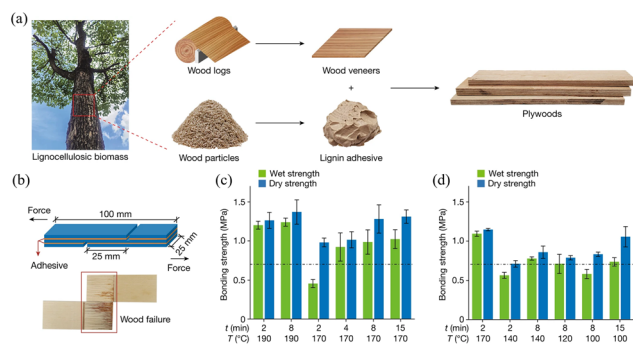 (a)
Wood logs
Wood veneers
+
Plywoods
Lignocellulosic biomass
Wood particles
Lignin adhesive
(b)
Force
100 mm
25 mm
25 mm
Adhesive
Force
Wood failure
(c)
Wet strength
Dry strength
Bonding strength (MPa)
1.5
1.0
0.5
0
t (min) 2 8 2 4 8 15
T (°C) 190 190 170 170 170 170
(d)
Wet strength
Dry strength
Bonding strength (MPa)
1.5
1.0
0.5
0
t (min) 2 2 8 8 8 15
T (°C) 170 140 140 120 100 100